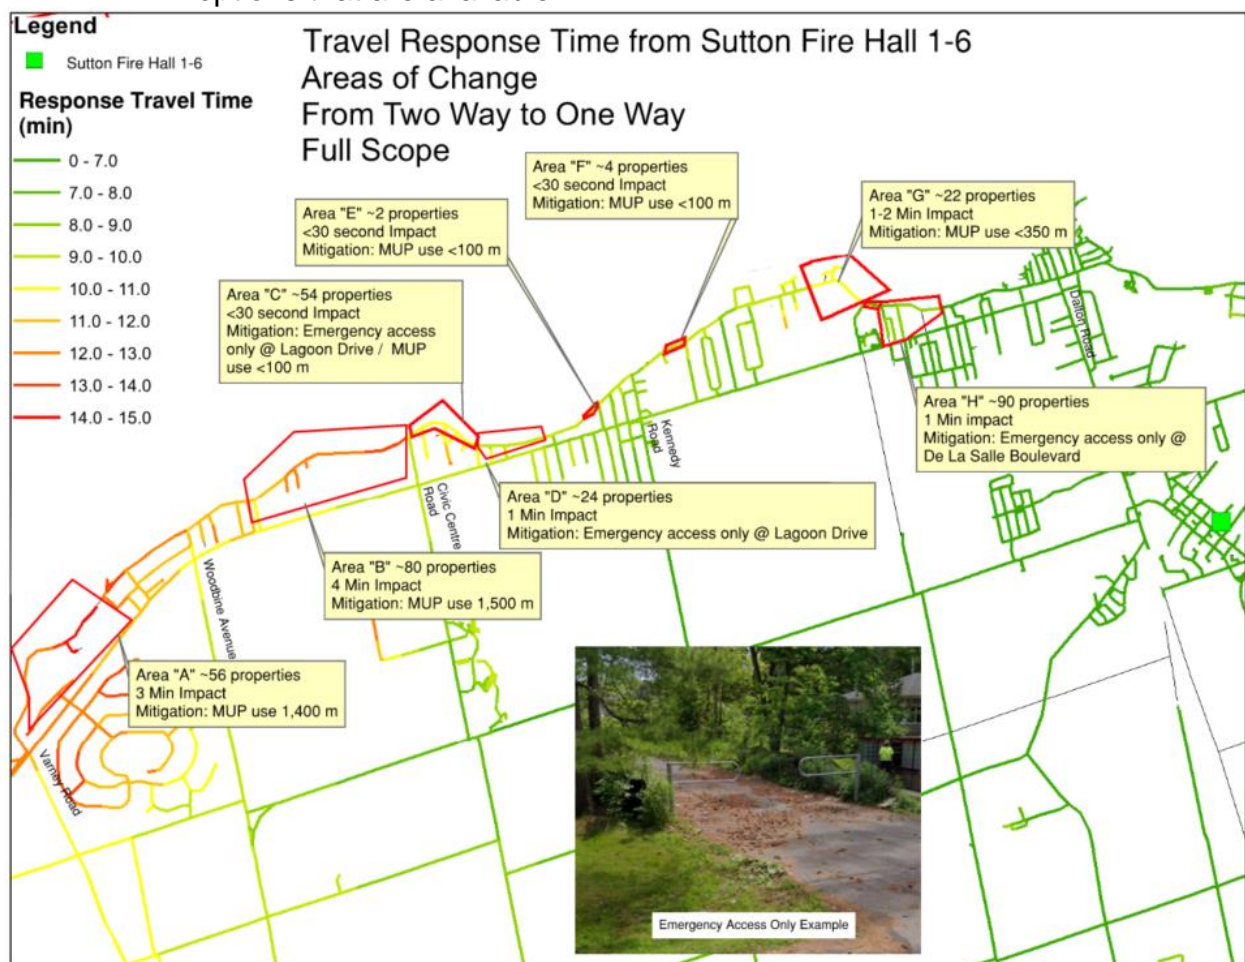 Legend
Sutton Fire Hall 1-6
Response Travel Time
(min)
0 - 7.0
7.0 - 8.0
8.0 - 9.0
9.0 - 10.0
10.0 - 11.0
11.0 - 12.0
12.0 - 13.0
13.0 - 14.0
14.0 - 15.0
Travel Response Time from Sutton Fire Hall 1-6
Areas of Change
From Two Way to One Way
Full Scope
Area "F" ~4 properties
<30 second Impact
Mitigation: MUP use <100 m
Area "G" ~22 properties
1-2 Min Impact
Mitigation: MUP use <350 m
Area "E" ~2 properties
<30 second Impact
Mitigation: MUP use <100 m
Area "C" ~54 properties
<30 second Impact
Mitigation: Emergency access
only @ Lagoon Drive / MUP
use <100 m
Dalton Road
Area "H" ~90 properties
1 Min impact
Mitigation: Emergency access only @
De La Salle Boulevard
Kennedy
Road
Civic Centre
Road
Area "D" ~24 properties
1 Min Impact
Mitigation: Emergency access only @ Lagoon Drive
Area "B" ~80 properties
4 Min Impact
Mitigation: MUP use 1,500 m
Woodbine Avenue
Area "A" ~56 properties
3 Min Impact
Mitigation: MUP use 1,400 m
Varney Road
Emergency Access Only Example